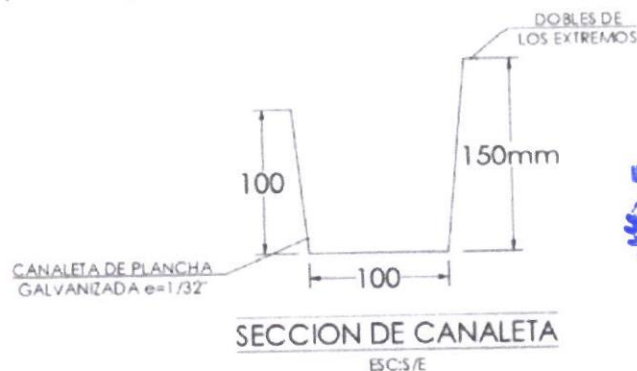 DOBLES DE
LOS EXTREMOS
100
150mm
CANALETA DE PLANCHA
GALVANIZADA e=1/32"
100
SECCION DE CANALETA
ESC:S/E